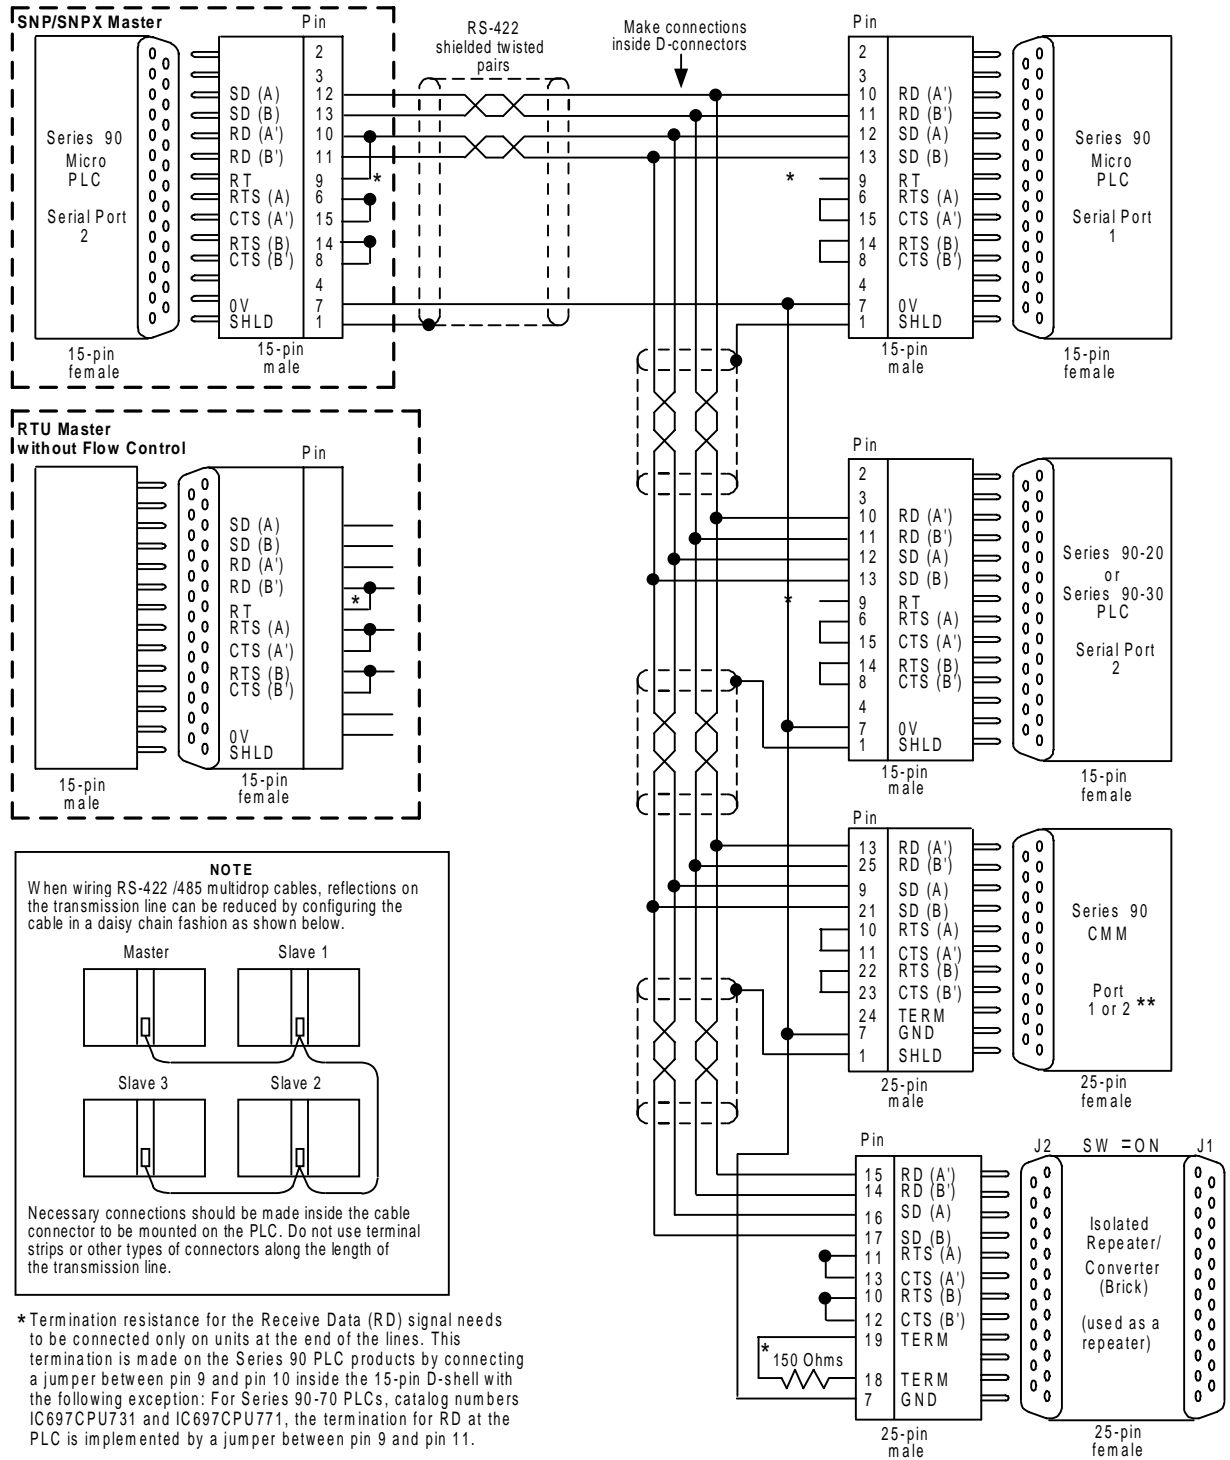 SNP/SNPX Master
Pin
Series 90
Micro
PLC
Serial Port
2
2
3
SD (A) 12
SD (B) 13
RD (A') 10
RD (B') 11
RT 9
*
RTS (A) 6
CTS (A') 15
RTS (B) 14
CTS (B') 8
4
0V 7
SHLD 1
15-pin
female
15-pin
male
RS-422
shielded twisted
pairs
Make connections
inside D-connectors
Pin
2
3
10 RD (A')
11 RD (B')
12 SD (A)
13 SD (B)
* 9 RT
6 RTS (A)
15 CTS (A')
14 RTS (B)
8 CTS (B')
4
7 0V
1 SHLD
Series 90
Micro
PLC
Serial Port
1
15-pin
male
15-pin
female
RTU Master
without Flow Control
Pin
SD (A)
SD (B)
RD (A')
RD (B')
*
RT
RTS (A)
CTS (A')
RTS (B)
CTS (B')
0V
SHLD
15-pin
male
15-pin
female
Pin
2
3
10 RD (A')
11 RD (B')
12 SD (A)
13 SD (B)
* 9 RT
6 RTS (A)
15 CTS (A')
14 RTS (B)
8 CTS (B')
4
7 0V
1 SHLD
Series 90-20
or
Series 90-30
PLC
Serial Port
2
15-pin
male
15-pin
female
Pin
13 RD (A')
25 RD (B')
9 SD (A)
21 SD (B)
10 RTS (A)
11 CTS (A')
22 RTS (B)
23 CTS (B')
24 TERM
7 GND
1 SHLD
Series 90
CMM
Port
1 or 2 **
25-pin
male
25-pin
female
NOTE
When wiring RS-422 /485 multidrop cables, reflections on
the transmission line can be reduced by configuring the
cable in a daisy chain fashion as shown below.
Master
Slave 1
Slave 3
Slave 2
Necessary connections should be made inside the cable
connector to be mounted on the PLC. Do not use terminal
strips or other types of connectors along the length of
the transmission line.
Pin
J2 SW =ON J1
15 RD (A')
14 RD (B')
16 SD (A)
17 SD (B)
11 RTS (A)
13 CTS (A')
10 RTS (B)
12 CTS (B')
19 TERM
*
150 Ohms
18 TERM
7 GND
Isolated
Repeater/
Converter
(Brick)
(used as a
repeater)
25-pin
male
25-pin
female
* Termination resistance for the Receive Data (RD) signal needs
to be connected only on units at the end of the lines. This
termination is made on the Series 90 PLC products by connecting
a jumper between pin 9 and pin 10 inside the 15-pin D-shell with
the following exception: For Series 90-70 PLCs, catalog numbers
IC697CPU731 and IC697CPU771, the termination for RD at the
PLC is implemented by a jumper between pin 9 and pin 11.